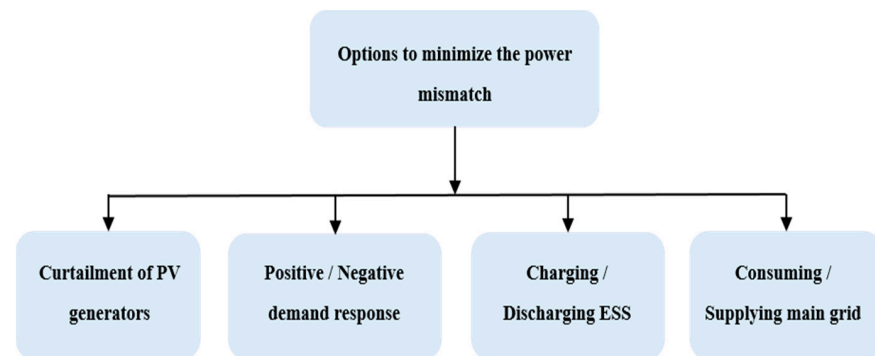 Options to minimize the power
mismatch
Curtailment of PV
generators
Positive / Negative
demand response
Charging /
Discharging ESS
Consuming /
Supplying main grid